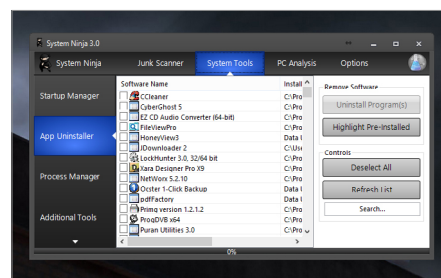 System Ninja 3.0
System Ninja
Junk Scanner
System Tools
PC Analysis
Options
Startup Manager
App Uninstaller
Process Manager
Additional Tools
Software Name
Install
CCleaner
C:\Pro
CyberGhost 5
C:\Pro
EZ CD Audio Converter (64-bit)
C:\Pro
FileViewPro
C:\Pro
HoneyView3
Data I
JDownloader 2
C:\Use
LockHunter 3.0, 32/64 bit
C:\Pro
Xara Designer Pro X9
C:\Pro
NetWorx 5.2.10
C:\Pro
Ocster 1-Click Backup
Data I
pdfFactory
Data I
Primg version 1.2.1.2
C:\Pro
ProgDVB x64
C:\Pro
Puran Utilities 3.0
C:\Pro
Remove Software
Uninstall Program(s)
Highlight Pre-Installed
Controls
Deselect All
Refresh List
Search...
0%